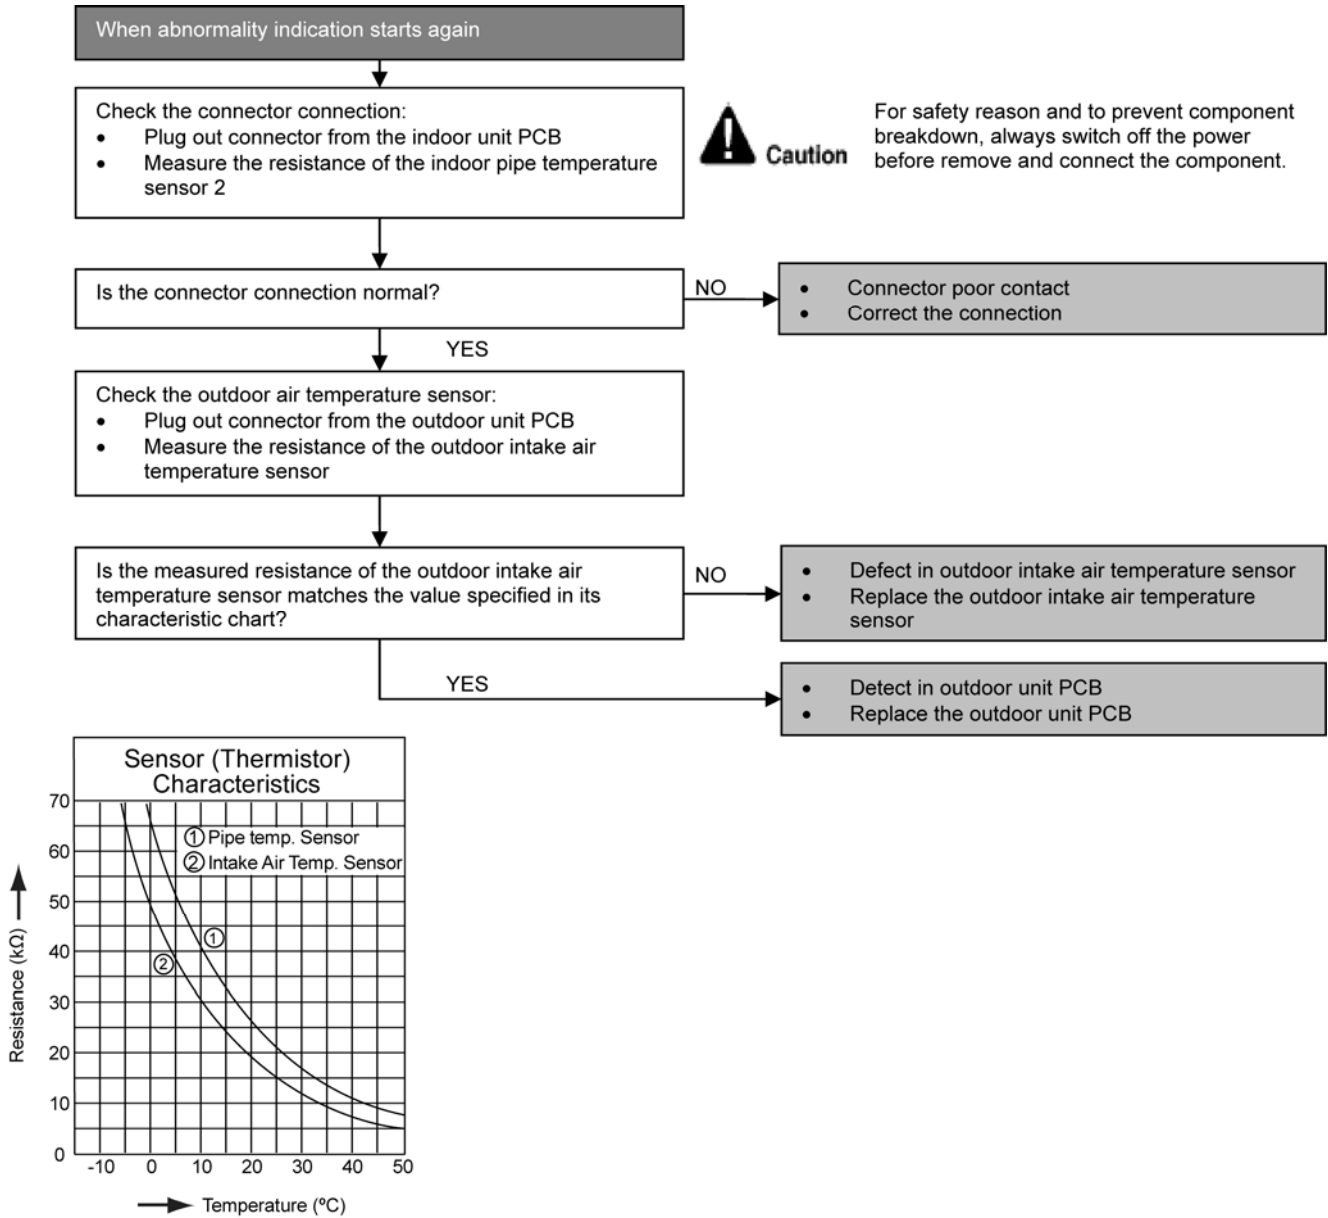 When abnormality indication starts again
Check the connector connection:
• Plug out connector from the indoor unit PCB
• Measure the resistance of the indoor pipe temperature
sensor 2
Caution
For safety reason and to prevent component
breakdown, always switch off the power
before remove and connect the component.
Is the connector connection normal?
NO
• Connector poor contact
• Correct the connection
YES
Check the outdoor air temperature sensor:
• Plug out connector from the outdoor unit PCB
• Measure the resistance of the outdoor intake air
temperature sensor
Is the measured resistance of the outdoor intake air
temperature sensor matches the value specified in its
characteristic chart?
NO
• Defect in outdoor intake air temperature sensor
• Replace the outdoor intake air temperature
sensor
YES
• Detect in outdoor unit PCB
• Replace the outdoor unit PCB
Sensor (Thermistor)
Characteristics
① Pipe temp. Sensor
② Intake Air Temp. Sensor
①
②
70
60
50
40
30
20
10
0
Resistance (kΩ)
-10 0 10 20 30 40 50
Temperature (ºC)